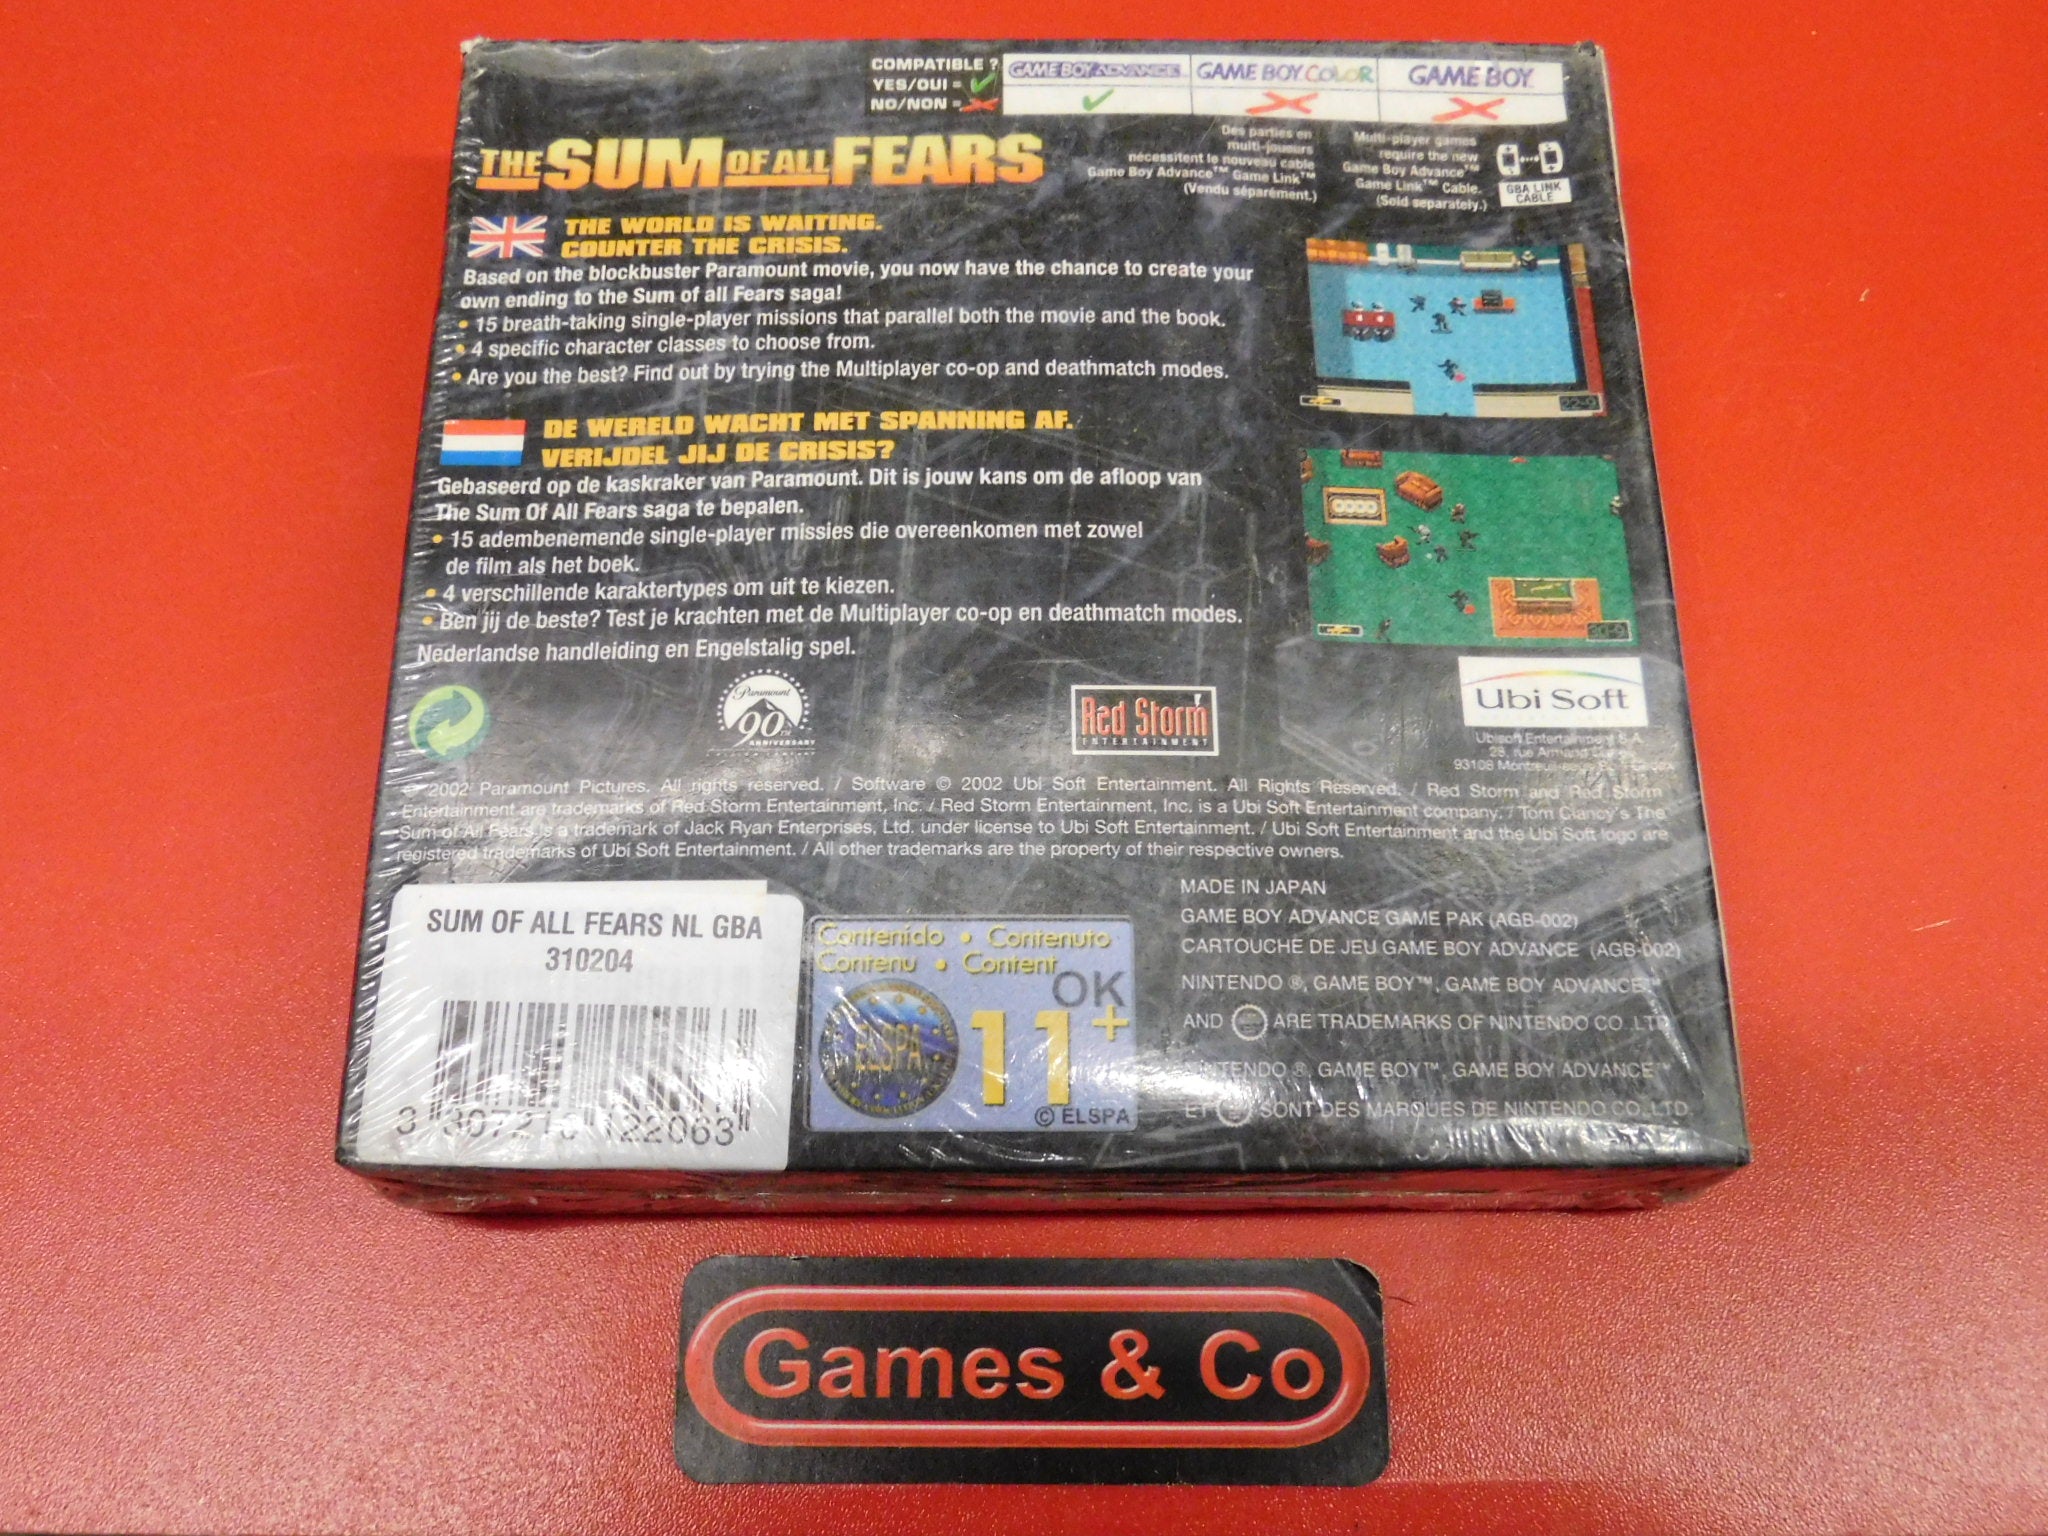 COMPATIBLE ?
YES/OUI =
NO/NON =
GAME BOY ADVANCE
GAME BOY COLOR
GAME BOY
THE SUM OF ALL FEARS
Des parties en
multi-joueurs
nécessitent le nouveau cable
Game Boy Advance™ Game Link™
(Vendu séparément.)
Multi-player games
require the new
Game Boy Advance™
Game Link™ Cable.
(Sold separately.)
GBA LINK
CABLE
THE WORLD IS WAITING.
COUNTER THE CRISIS.
Based on the blockbuster Paramount movie, you now have the chance to create your
own ending to the Sum of all Fears saga!
• 15 breath-taking single-player missions that parallel both the movie and the book.
• 4 specific character classes to choose from.
• Are you the best? Find out by trying the Multiplayer co-op and deathmatch modes.
DE WERELD WACHT MET SPANNING AF.
VERIJDEL JIJ DE CRISIS?
Gebaseerd op de kaskraker van Paramount. Dit is jouw kans om de afloop van
The Sum Of All Fears saga te bepalen.
• 15 adembenemende single-player missies die overeenkomen met zowel
de film als het boek.
• 4 verschillende karaktertypes om uit te kiezen.
• Ben jij de beste? Test je krachten met de Multiplayer co-op en deathmatch modes.
Nederlandse handleiding en Engelstalig spel.
22-9
30-9
Paramount
90TH
ANNIVERSARY
Red Storm
ENTERTAINMENT
Ubi Soft
Ubisoft Entertainment S.A.
28, rue Armand
93108 Montreuil-sous
© 2002 Paramount Pictures. All rights reserved. / Software © 2002 Ubi Soft Entertainment. All Rights Reserved. / Red Storm and Red Storm
Entertainment are trademarks of Red Storm Entertainment, Inc. / Red Storm Entertainment, Inc. is a Ubi Soft Entertainment company. / Tom Clancy's The
Sum of All Fears is a trademark of Jack Ryan Enterprises, Ltd. under license to Ubi Soft Entertainment. / Ubi Soft Entertainment and the Ubi Soft logo are
registered trademarks of Ubi Soft Entertainment. / All other trademarks are the property of their respective owners.
SUM OF ALL FEARS NL GBA
310204
3 307210 122063
Contenido • Contenuto
Contenu • Content
OK
ELSPA
11+
© ELSPA
MADE IN JAPAN
GAME BOY ADVANCE GAME PAK (AGB-002)
CARTOUCHE DE JEU GAME BOY ADVANCE (AGB-002)
NINTENDO ®, GAME BOY™, GAME BOY ADVANCE™
AND ARE TRADEMARKS OF NINTENDO CO. LTD
NINTENDO ®, GAME BOY™, GAME BOY ADVANCE™
ET SONT DES MARQUES DE NINTENDO CO. LTD
Games & Co